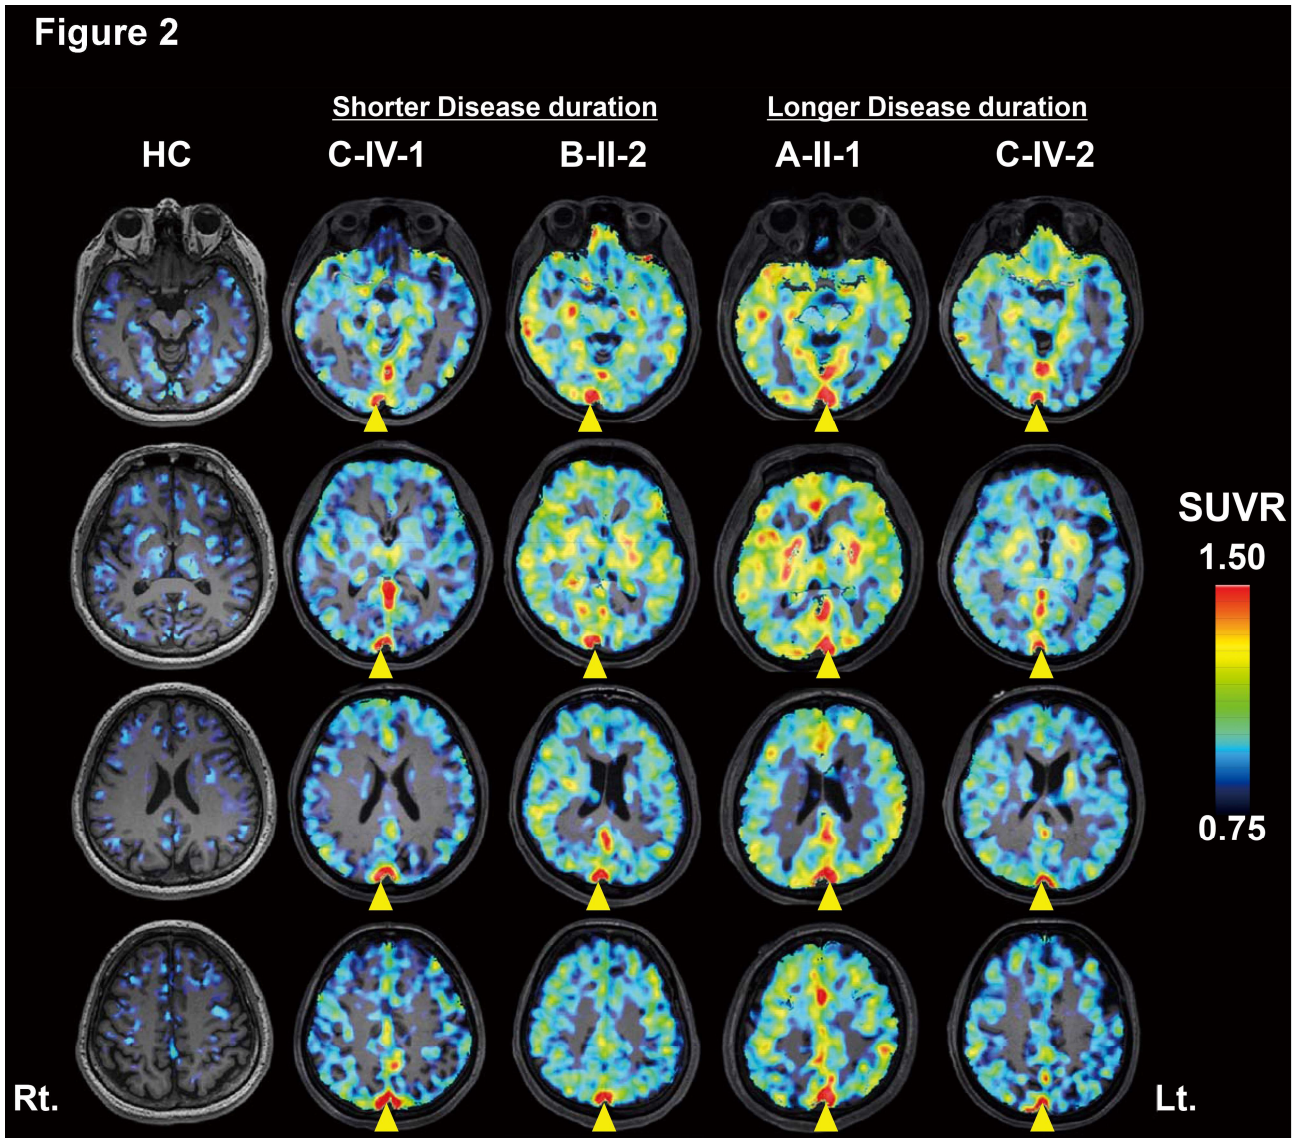 Figure 2
Shorter Disease duration
Longer Disease duration
HC
C-IV-1
B-II-2
A-II-1
C-IV-2
SUVR
1.50
0.75
Rt.
Lt.